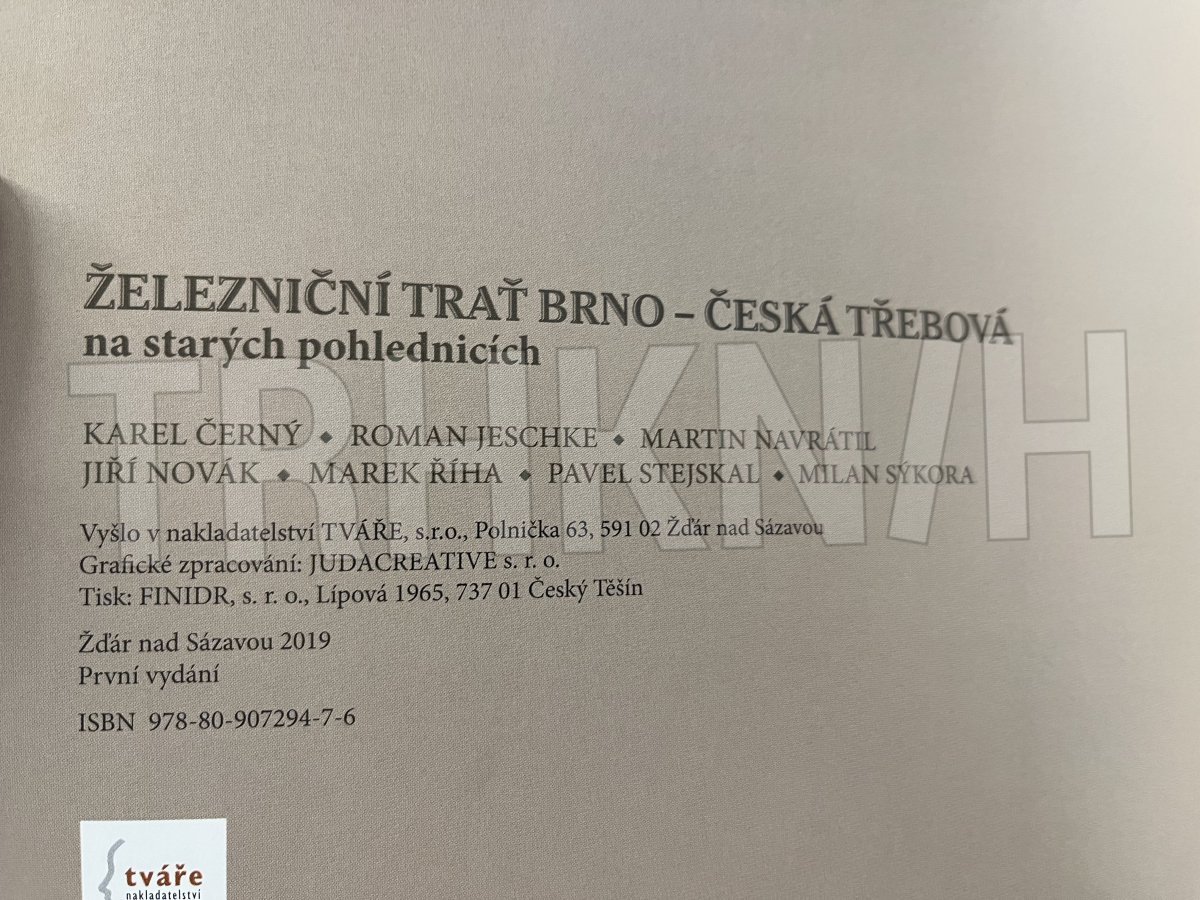 ŽELEZNIČNÍ TRAŤ BRNO – ČESKÁ TŘEBOVÁ
na starých pohlednicích
TRHKN/H
KAREL ČERNÝ ◆ ROMAN JESCHKE ◆ MARTIN NAVRÁTIL
JIŘÍ NOVÁK ◆ MAREK ŘÍHA ◆ PAVEL STEJSKAL ◆ MILAN SÝKORA
Vyšlo v nakladatelství TVÁŘE, s.r.o., Polnička 63, 591 02 Žďár nad Sázavou
Grafické zpracování: JUDACREATIVE s. r. o.
Tisk: FINIDR, s. r. o., Lípová 1965, 737 01 Český Těšín
Žďár nad Sázavou 2019
První vydání
ISBN 978-80-907294-7-6
tváře
nakladatelství